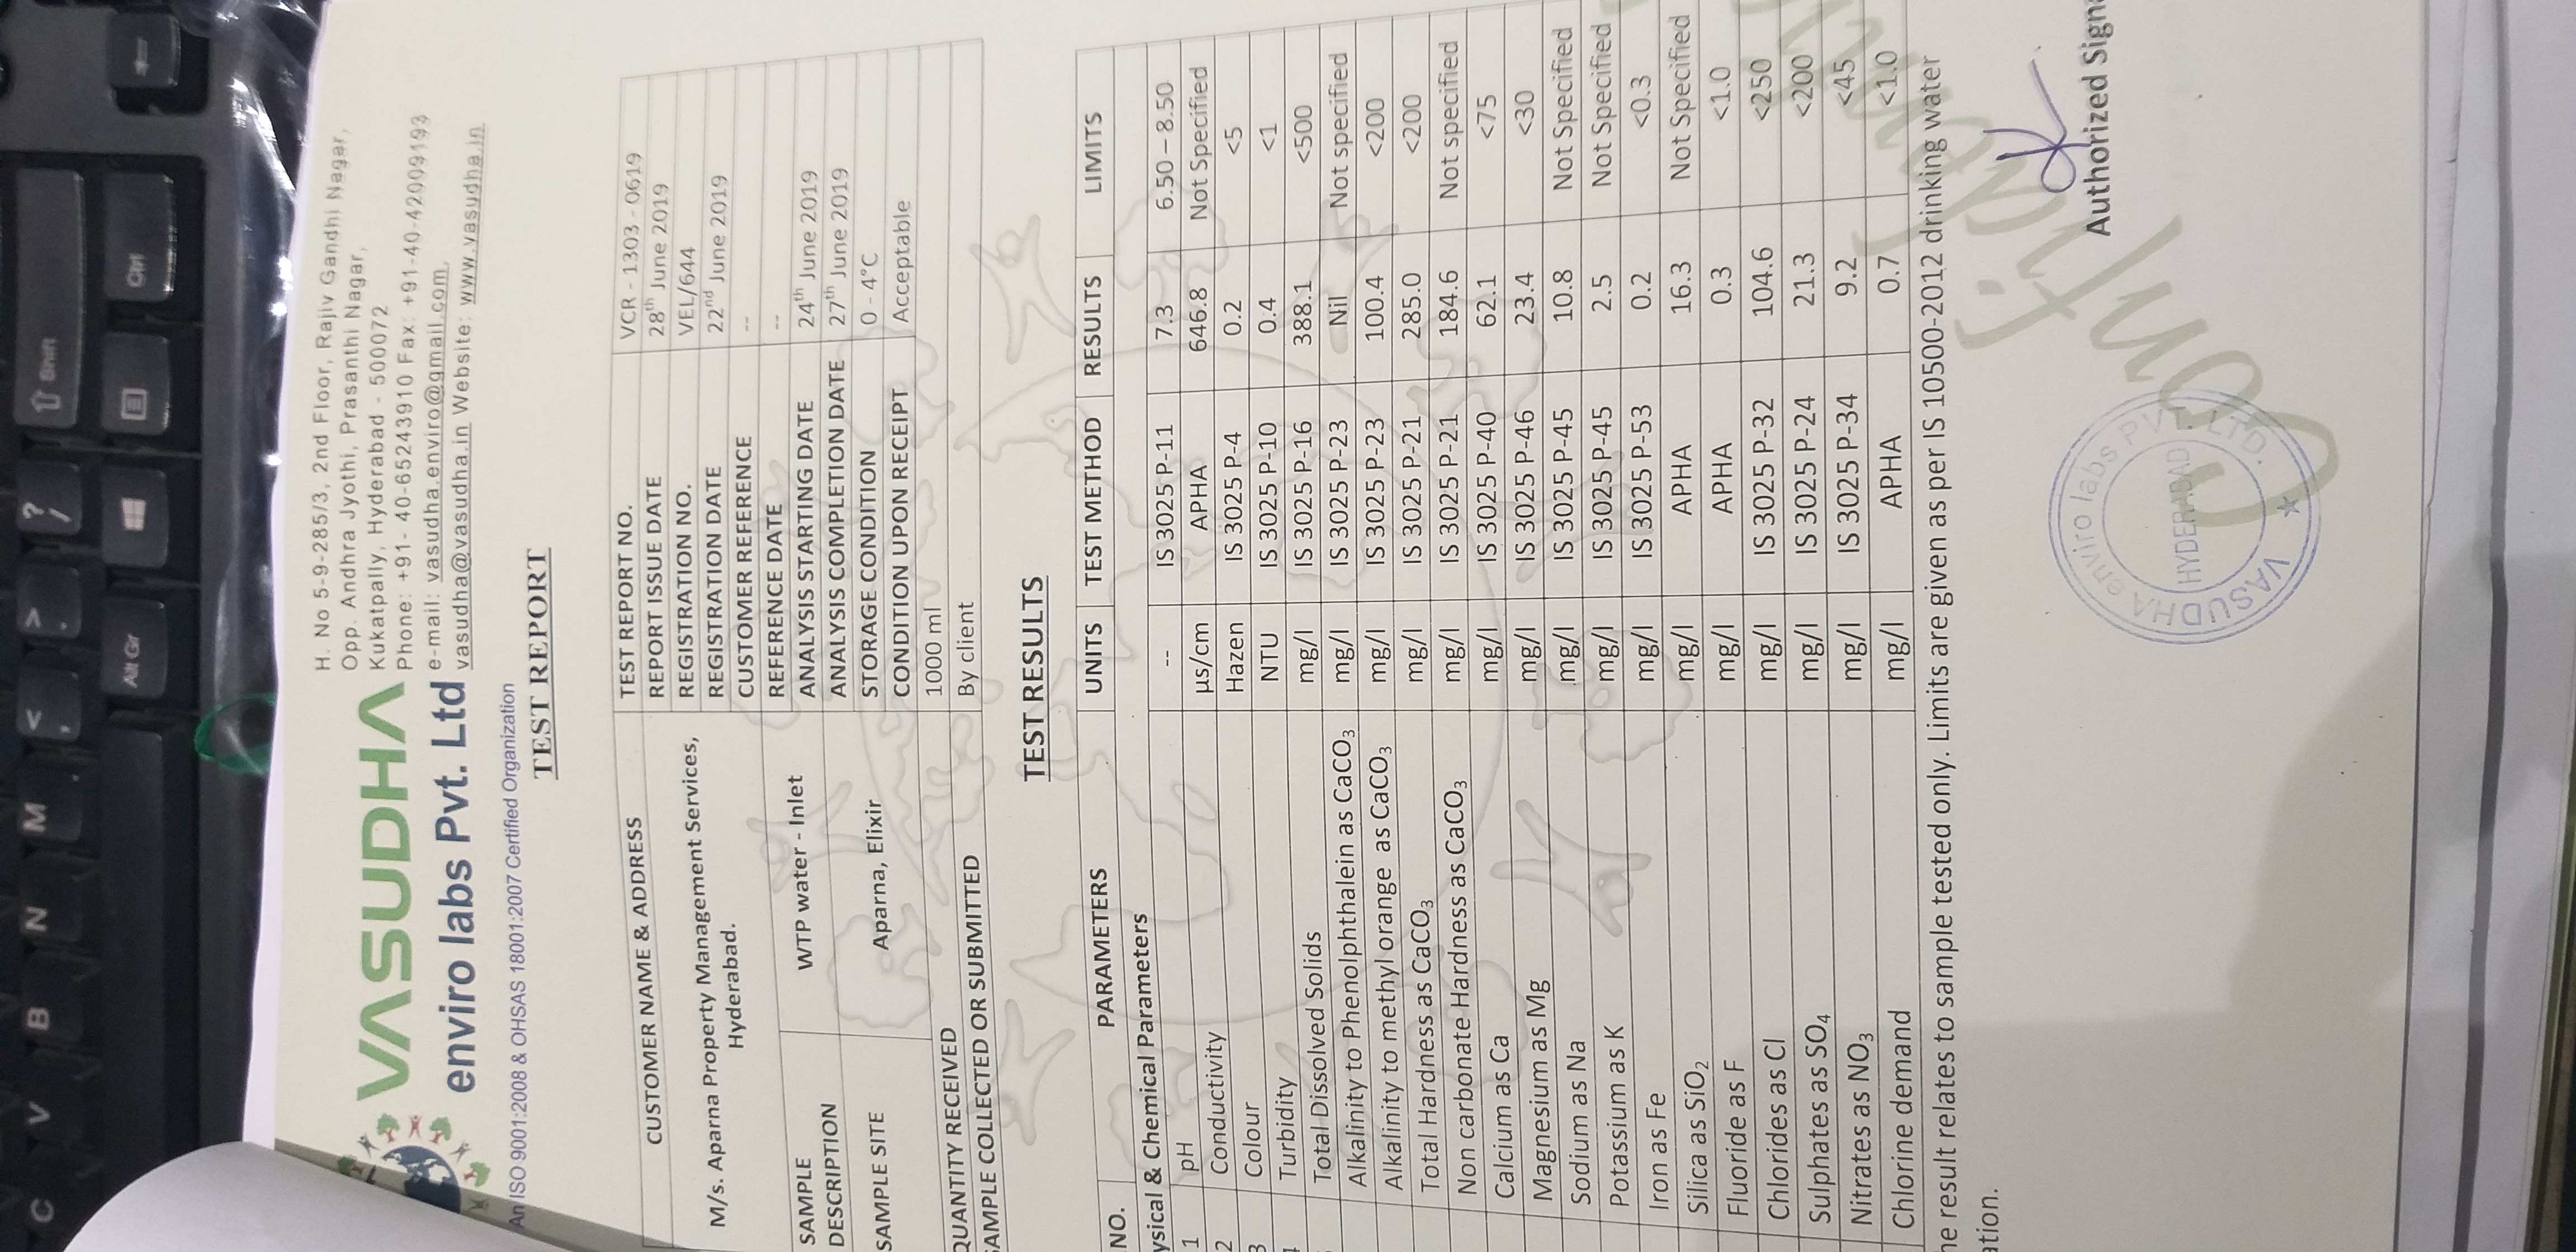 C V B N M < , > . ? / Shift
Alt Gr Ctrl
VASUDHA
enviro labs Pvt. Ltd
An ISO 9001:2008 & OHSAS 18001:2007 Certified Organization
H. No 5-9-285/3, 2nd Floor, Rajiv Gandhi Nagar,
Opp. Andhra Jyothi, Prasanthi Nagar,
Kukatpally, Hyderabad - 500072
Phone: +91- 40-65243910 Fax: +91-40-42009193
e-mail: vasudha.enviro@gmail.com,
vasudha@vasudha.in Website: www.vasudha.in
TEST REPORT
CUSTOMER NAME & ADDRESS
M/s. Aparna Property Management Services,
Hyderabad.
TEST REPORT NO. VCR - 1303 - 0619
REPORT ISSUE DATE 28th June 2019
REGISTRATION NO. VEL/644
REGISTRATION DATE 22nd June 2019
CUSTOMER REFERENCE --
REFERENCE DATE --
SAMPLE DESCRIPTION WTP water - Inlet
ANALYSIS STARTING DATE 24th June 2019
ANALYSIS COMPLETION DATE 27th June 2019
SAMPLE SITE Aparna, Elixir
STORAGE CONDITION 0 - 4°C
CONDITION UPON RECEIPT Acceptable
QUANTITY RECEIVED 1000 ml
SAMPLE COLLECTED OR SUBMITTED By client
TEST RESULTS
NO. PARAMETERS UNITS TEST METHOD RESULTS LIMITS
ysical & Chemical Parameters
1 pH -- IS 3025 P-11 7.3 6.50 – 8.50
2 Conductivity µs/cm APHA 646.8 Not Specified
3 Colour Hazen IS 3025 P-4 0.2 <5
Turbidity NTU IS 3025 P-10 0.4 <1
Total Dissolved Solids mg/l IS 3025 P-16 388.1 <500
Alkalinity to Phenolphthalein as CaCO₃ mg/l IS 3025 P-23 Nil Not specified
Alkalinity to methyl orange as CaCO₃ mg/l IS 3025 P-23 100.4 <200
Total Hardness as CaCO₃ mg/l IS 3025 P-21 285.0 <200
Non carbonate Hardness as CaCO₃ mg/l IS 3025 P-21 184.6 Not specified
Calcium as Ca mg/l IS 3025 P-40 62.1 <75
Magnesium as Mg mg/l IS 3025 P-46 23.4 <30
Sodium as Na mg/l IS 3025 P-45 10.8 Not Specified
Potassium as K mg/l IS 3025 P-45 2.5 Not Specified
Iron as Fe mg/l IS 3025 P-53 0.2 <0.3
Silica as SiO₂ mg/l APHA 16.3 Not Specified
Fluoride as F mg/l APHA 0.3 <1.0
Chlorides as Cl mg/l IS 3025 P-32 104.6 <250
Sulphates as SO₄ mg/l IS 3025 P-24 21.3 <200
Nitrates as NO₃ mg/l IS 3025 P-34 9.2 <45
Chlorine demand mg/l APHA 0.7 <1.0
he result relates to sample tested only. Limits are given as per IS 10500-2012 drinking water
ation.
Authorized Signa
VASUDHA enviro labs PVT. LTD.
HYDERABAD
Confidentia